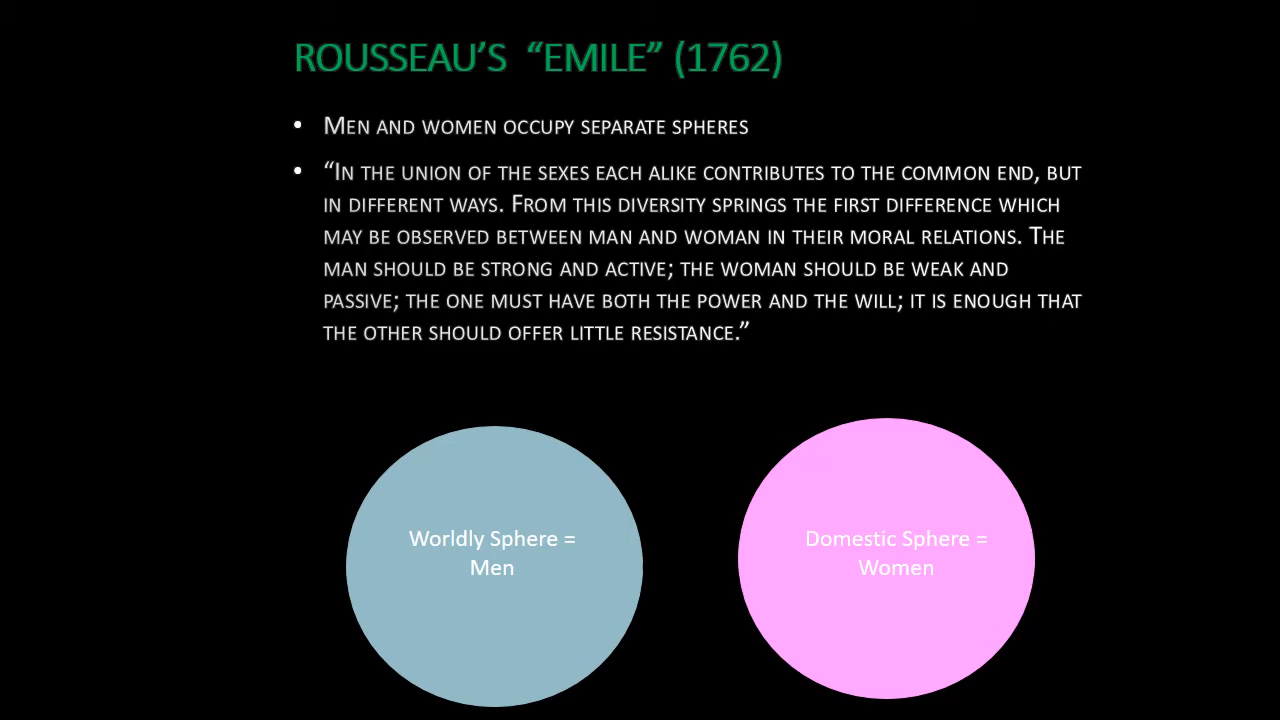 ROUSSEAU'S “EMILE” (1762)
• MEN AND WOMEN OCCUPY SEPARATE SPHERES
• “IN THE UNION OF THE SEXES EACH ALIKE CONTRIBUTES TO THE COMMON END, BUT
IN DIFFERENT WAYS. FROM THIS DIVERSITY SPRINGS THE FIRST DIFFERENCE WHICH
MAY BE OBSERVED BETWEEN MAN AND WOMAN IN THEIR MORAL RELATIONS. THE
MAN SHOULD BE STRONG AND ACTIVE; THE WOMAN SHOULD BE WEAK AND
PASSIVE; THE ONE MUST HAVE BOTH THE POWER AND THE WILL; IT IS ENOUGH THAT
THE OTHER SHOULD OFFER LITTLE RESISTANCE.”
Worldly Sphere =
Men
Domestic Sphere =
Women